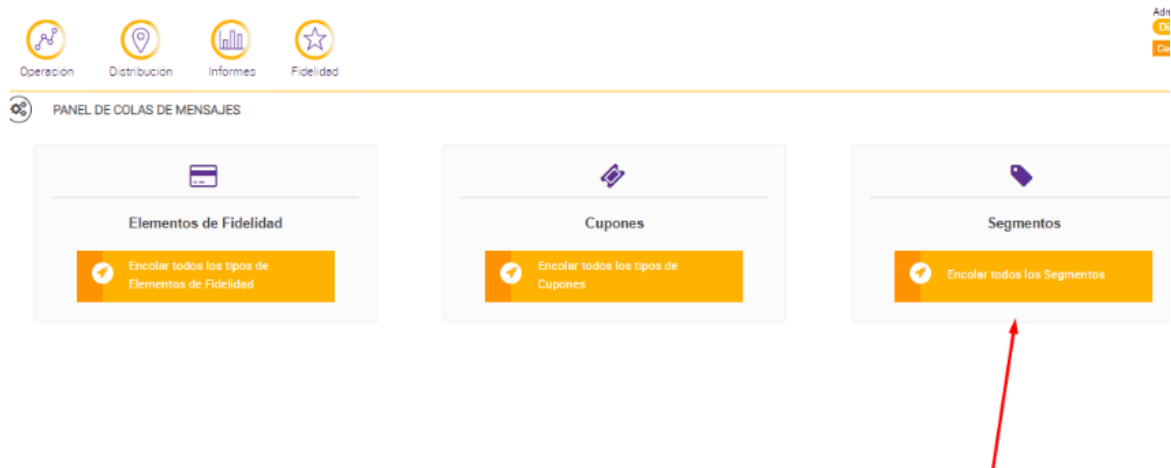 Operación Distribución Informes Fidelidad
PANEL DE COLAS DE MENSAJES
Elementos de Fidelidad
Encolar todos los tipos de
Elementos de Fidelidad
Cupones
Encolar todos los tipos de
Cupones
Segmentos
Encolar todos los Segmentos